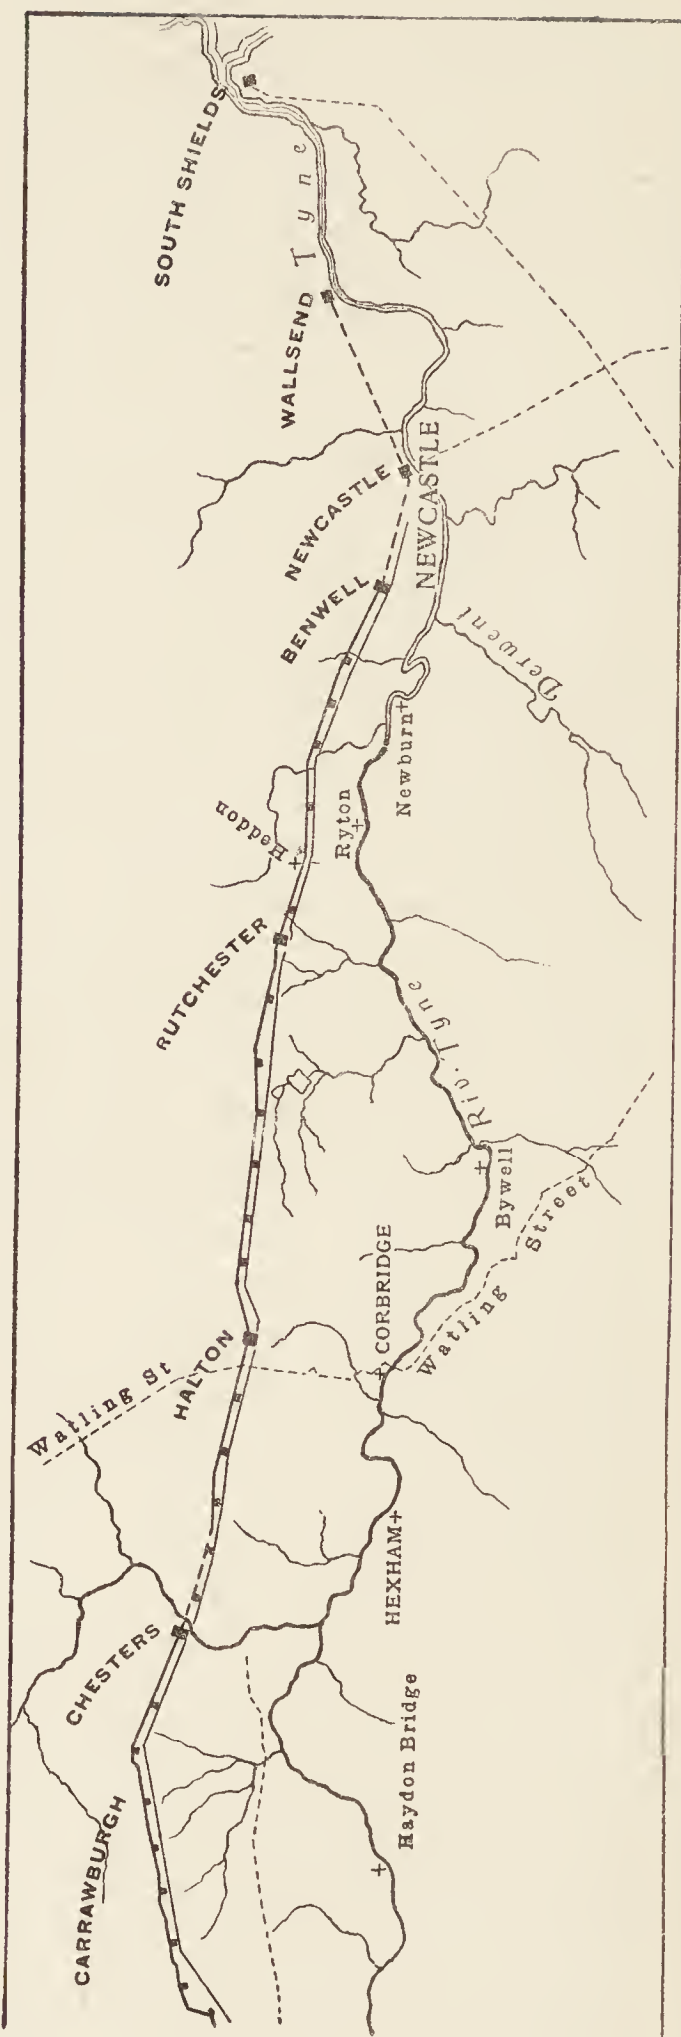 SOUTH SHIELDS
Tyne
WALLSEND
NEWCASTLE
NEWCASTLE
BENWELL
Derwent
Newburn
Heddon
Ryton
RUTCHESTER
Riv. Tyne
Bywell
Watling Street
CORBRIDGE
HALTON
Watling St
HEXHAM
CHESTERS
Haydon Bridge
CARRAWBURGH